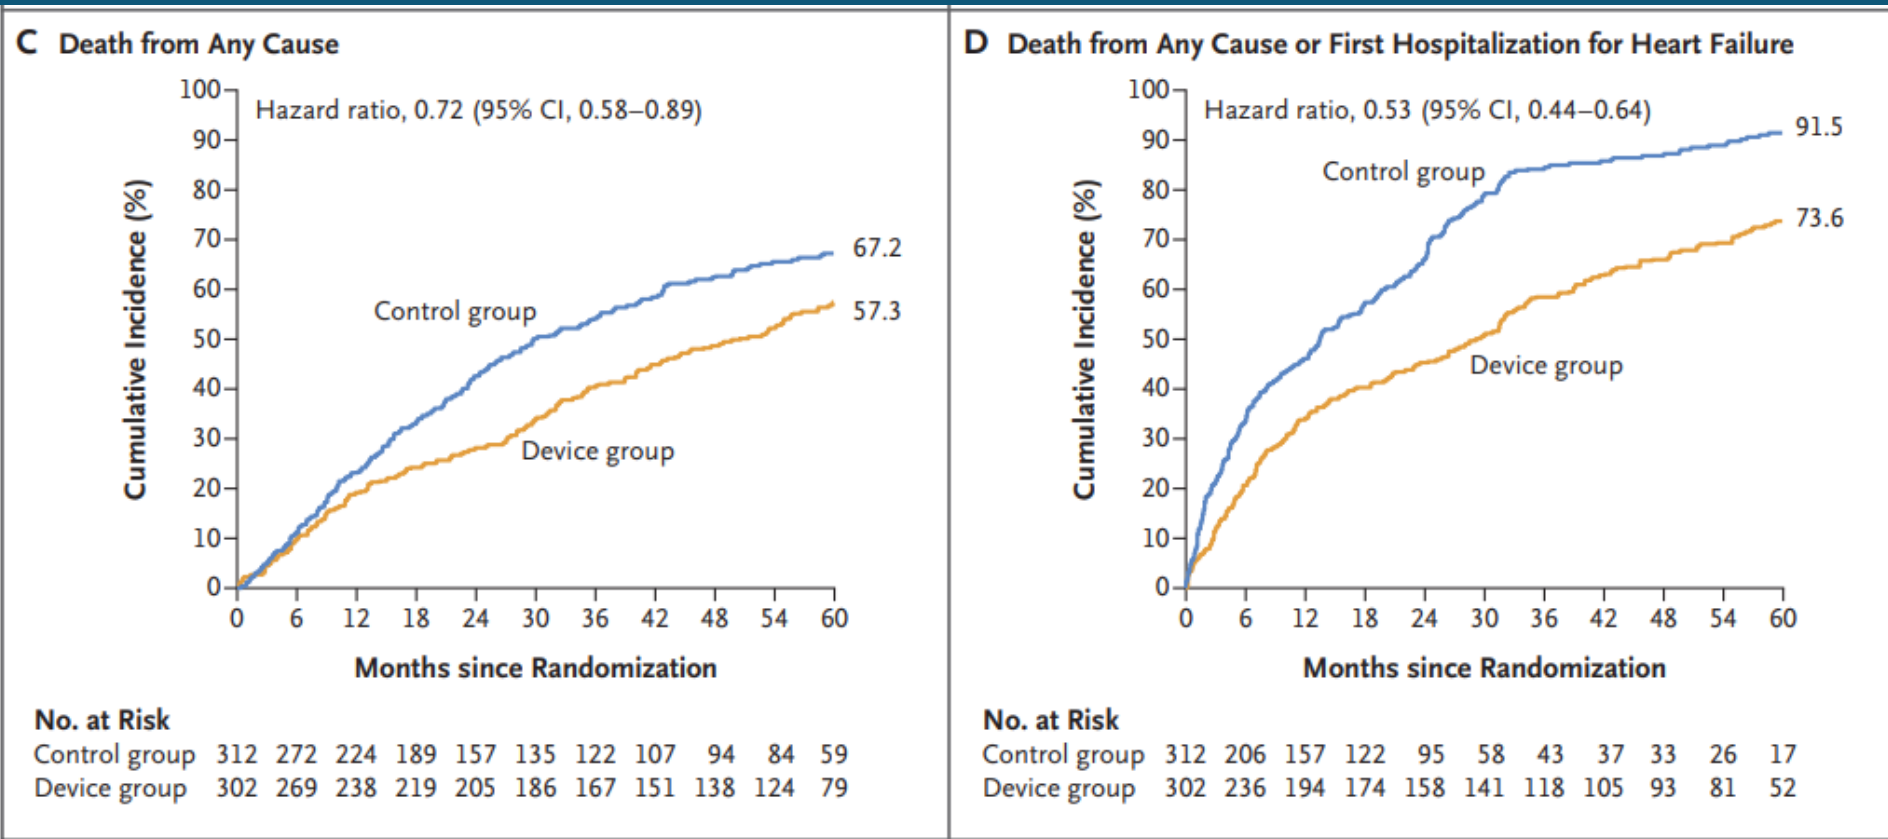 C Death from Any Cause
Hazard ratio, 0.72 (95% CI, 0.58–0.89)
Cumulative Incidence (%)
100
90
80
70
60
50
40
30
20
10
0
Control group
Device group
67.2
57.3
0 6 12 18 24 30 36 42 48 54 60
Months since Randomization
No. at Risk
Control group 312 272 224 189 157 135 122 107 94 84 59
Device group 302 269 238 219 205 186 167 151 138 124 79
D Death from Any Cause or First Hospitalization for Heart Failure
Hazard ratio, 0.53 (95% CI, 0.44–0.64)
Cumulative Incidence (%)
100
90
80
70
60
50
40
30
20
10
0
Control group
Device group
91.5
73.6
0 6 12 18 24 30 36 42 48 54 60
Months since Randomization
No. at Risk
Control group 312 206 157 122 95 58 43 37 33 26 17
Device group 302 236 194 174 158 141 118 105 93 81 52